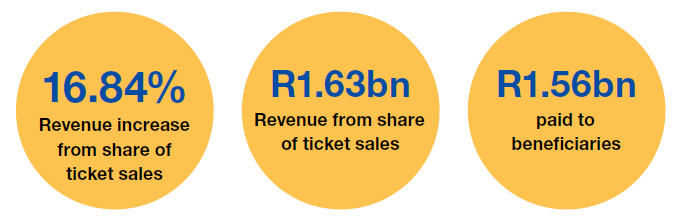 16.84%
Revenue increase
from share of
ticket sales
R1.63bn
Revenue from share
of ticket sales
R1.56bn
paid to
beneficiaries